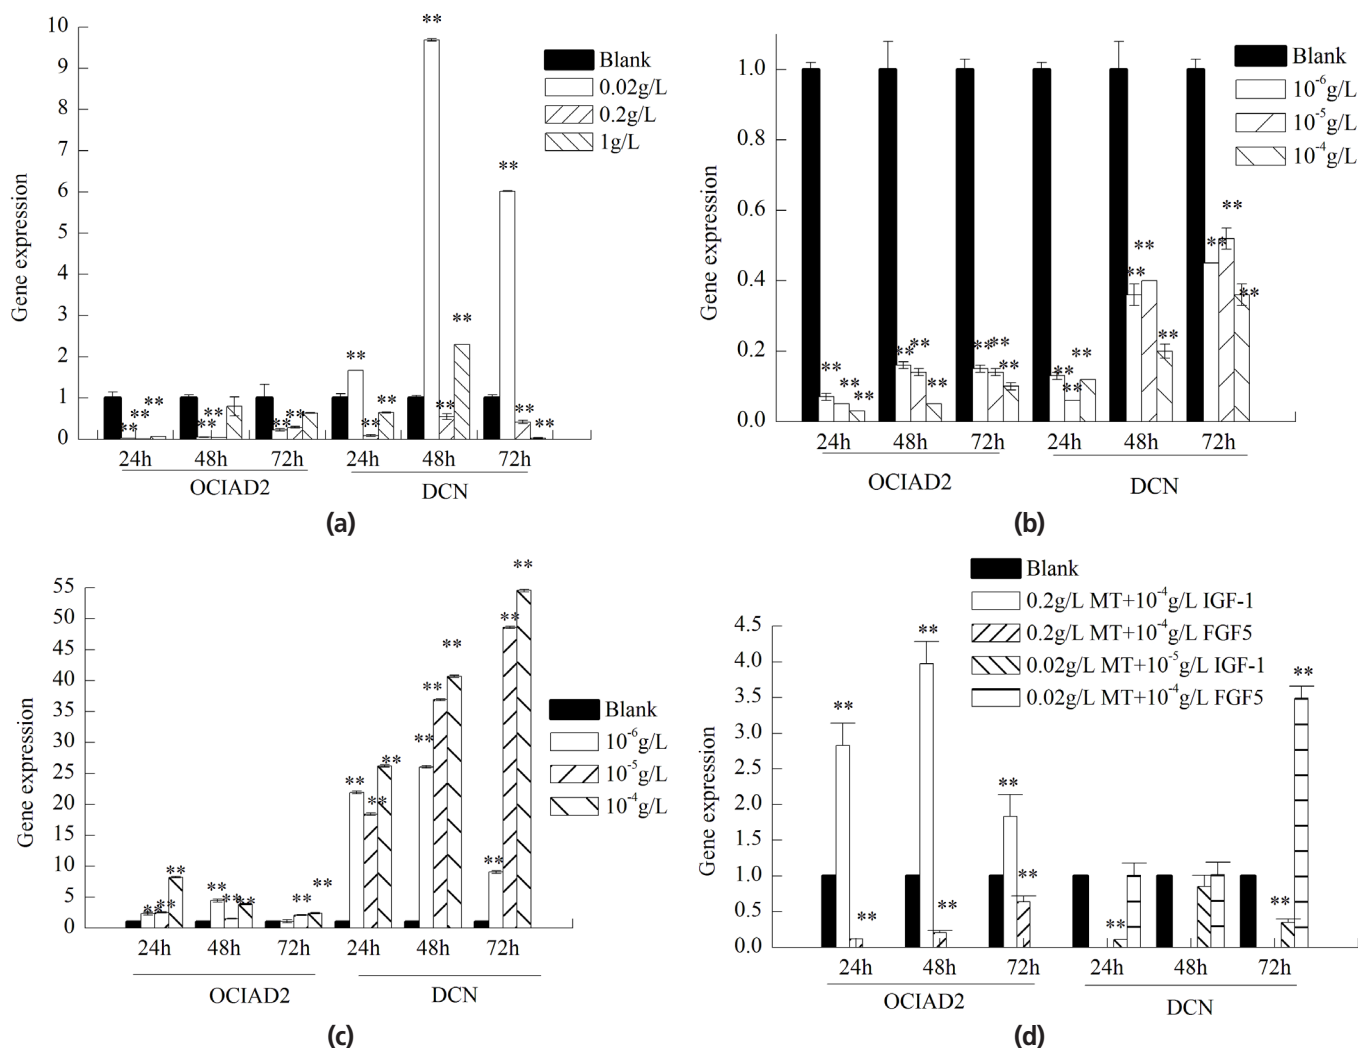 10
9
8
7
6
5
4
3
2
1
0
Gene expression
Blank
0.02g/L
0.2g/L
1g/L
** ** ** ** ** ** ** ** ** ** ** ** ** ** **
24h 48h 72h 24h 48h 72h
OCIAD2 DCN
(a)
1.0
0.8
0.6
0.4
0.2
0.0
Gene expression
Blank
10⁻⁶g/L
10⁻⁵g/L
10⁻⁴g/L
** ** ** ** ** ** ** ** ** ** ** ** ** ** ** ** ** **
24h 48h 72h 24h 48h 72h
OCIAD2 DCN
(b)
55
50
45
40
35
30
25
20
15
10
5
0
Gene expression
Blank
10⁻⁶g/L
10⁻⁵g/L
10⁻⁴g/L
** ** ** ** ** ** ** ** ** ** ** ** ** ** ** ** **
24h 48h 72h 24h 48h 72h
OCIAD2 DCN
(c)
Blank
0.2g/L MT+10⁻⁴g/L IGF-1
0.2g/L MT+10⁻⁴g/L FGF5
0.02g/L MT+10⁻⁵g/L IGF-1
0.02g/L MT+10⁻⁴g/L FGF5
4.5
4.0
3.5
3.0
2.5
2.0
1.5
1.0
0.5
0.0
Gene expression
** ** ** ** ** ** ** **
24h 48h 72h 24h 48h 72h
OCIAD2 DCN
(d)